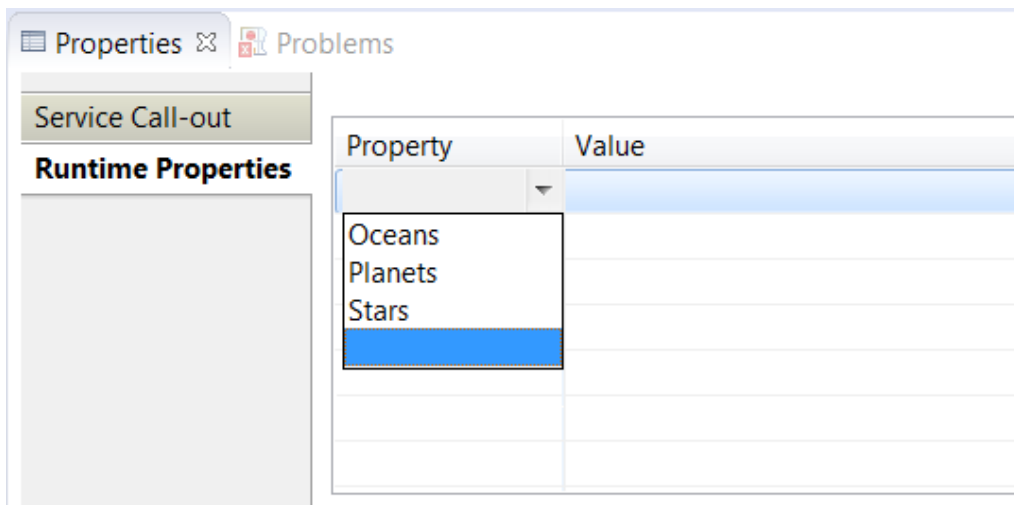 Properties Problems
Service Call-out
Runtime Properties
Property Value
Oceans
Planets
Stars